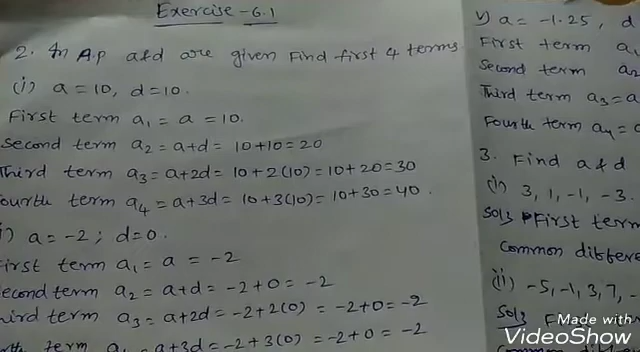 Exercise-6.1
2. In A.P a&d are given Find first 4 terms.
(i) a=10, d=10.
First term a₁ = a = 10.
Second term a₂ = a+d = 10+10=20
Third term a₃ = a+2d = 10+2(10)=10+20=30
Fourth term a₄ = a+3d = 10+3(10)= 10+30=40.
a=-2; d=0.
First term a₁ = a = -2
Second term a₂ = a+d = -2+0= -2
Third term a₃ = a+2d = -2+2(0) = -2+0= -2
term = a+3d = -2+3(0) = -2+0 = -2
v) a = -1.25, d
First term a₁
Second term a₂
Third term a₃ = a
Fourth term a₄ =
3. Find a & d
(i) 3, 1, -1, -3.
Sol:- First term
Common differe
(ii) -5, -1, 3, 7, -
Sol:- First
Made with
VideoShow